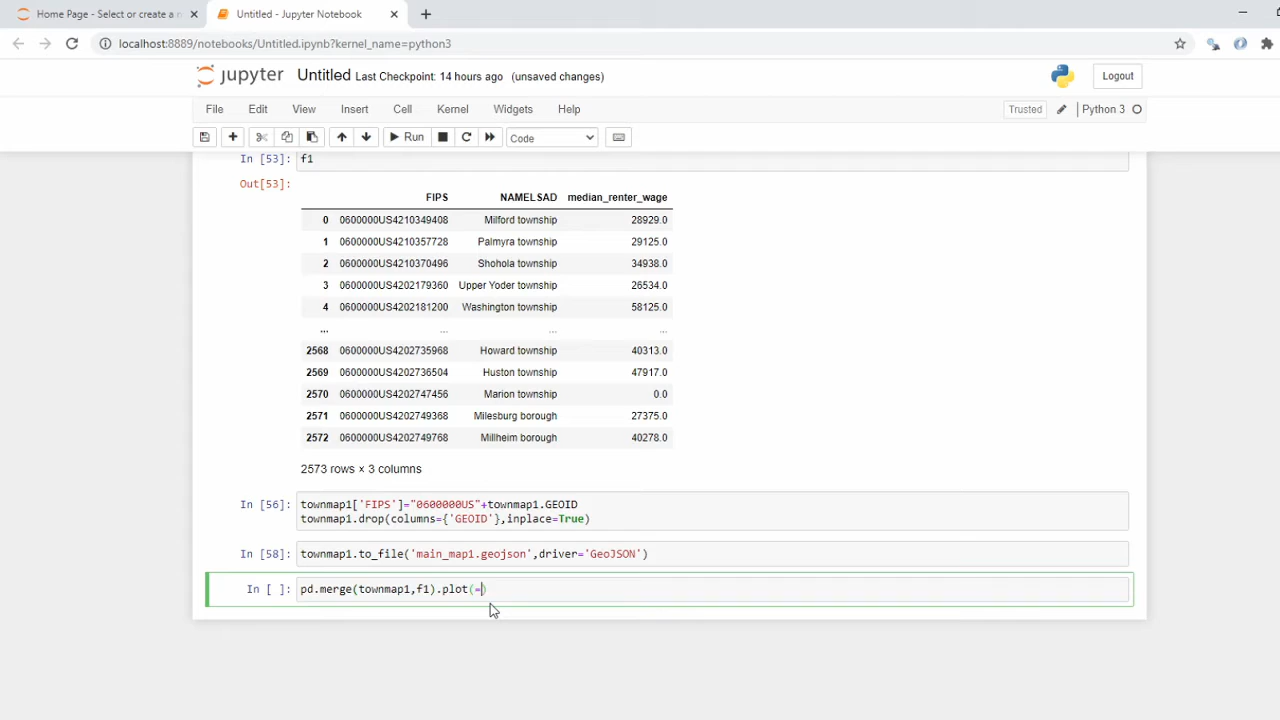 Home Page - Select or create a n
Untitled - Jupyter Notebook
localhost:8889/notebooks/Untitled.ipynb?kernel_name=python3
jupyter Untitled Last Checkpoint: 14 hours ago (unsaved changes)
Logout
File Edit View Insert Cell Kernel Widgets Help
Trusted Python 3
Run Code
In [53]: f1
Out[53]:
FIPS NAMELSAD median_renter_wage
0 0600000US4210349408 Milford township 28929.0
1 0600000US4210357728 Palmyra township 29125.0
2 0600000US4210370496 Shohola township 34938.0
3 0600000US4202179360 Upper Yoder township 26534.0
4 0600000US4202181200 Washington township 58125.0
... ... ... ...
2568 0600000US4202735968 Howard township 40313.0
2569 0600000US4202736504 Huston township 47917.0
2570 0600000US4202747456 Marion township 0.0
2571 0600000US4202749368 Milesburg borough 27375.0
2572 0600000US4202749768 Millheim borough 40278.0
2573 rows × 3 columns
In [56]: townmap1['FIPS']="0600000US"+townmap1.GEOID
townmap1.drop(columns={'GEOID'},inplace=True)
In [58]: townmap1.to_file('main_map1.geojson',driver='GeoJSON')
In [ ]: pd.merge(townmap1,f1).plot(=)